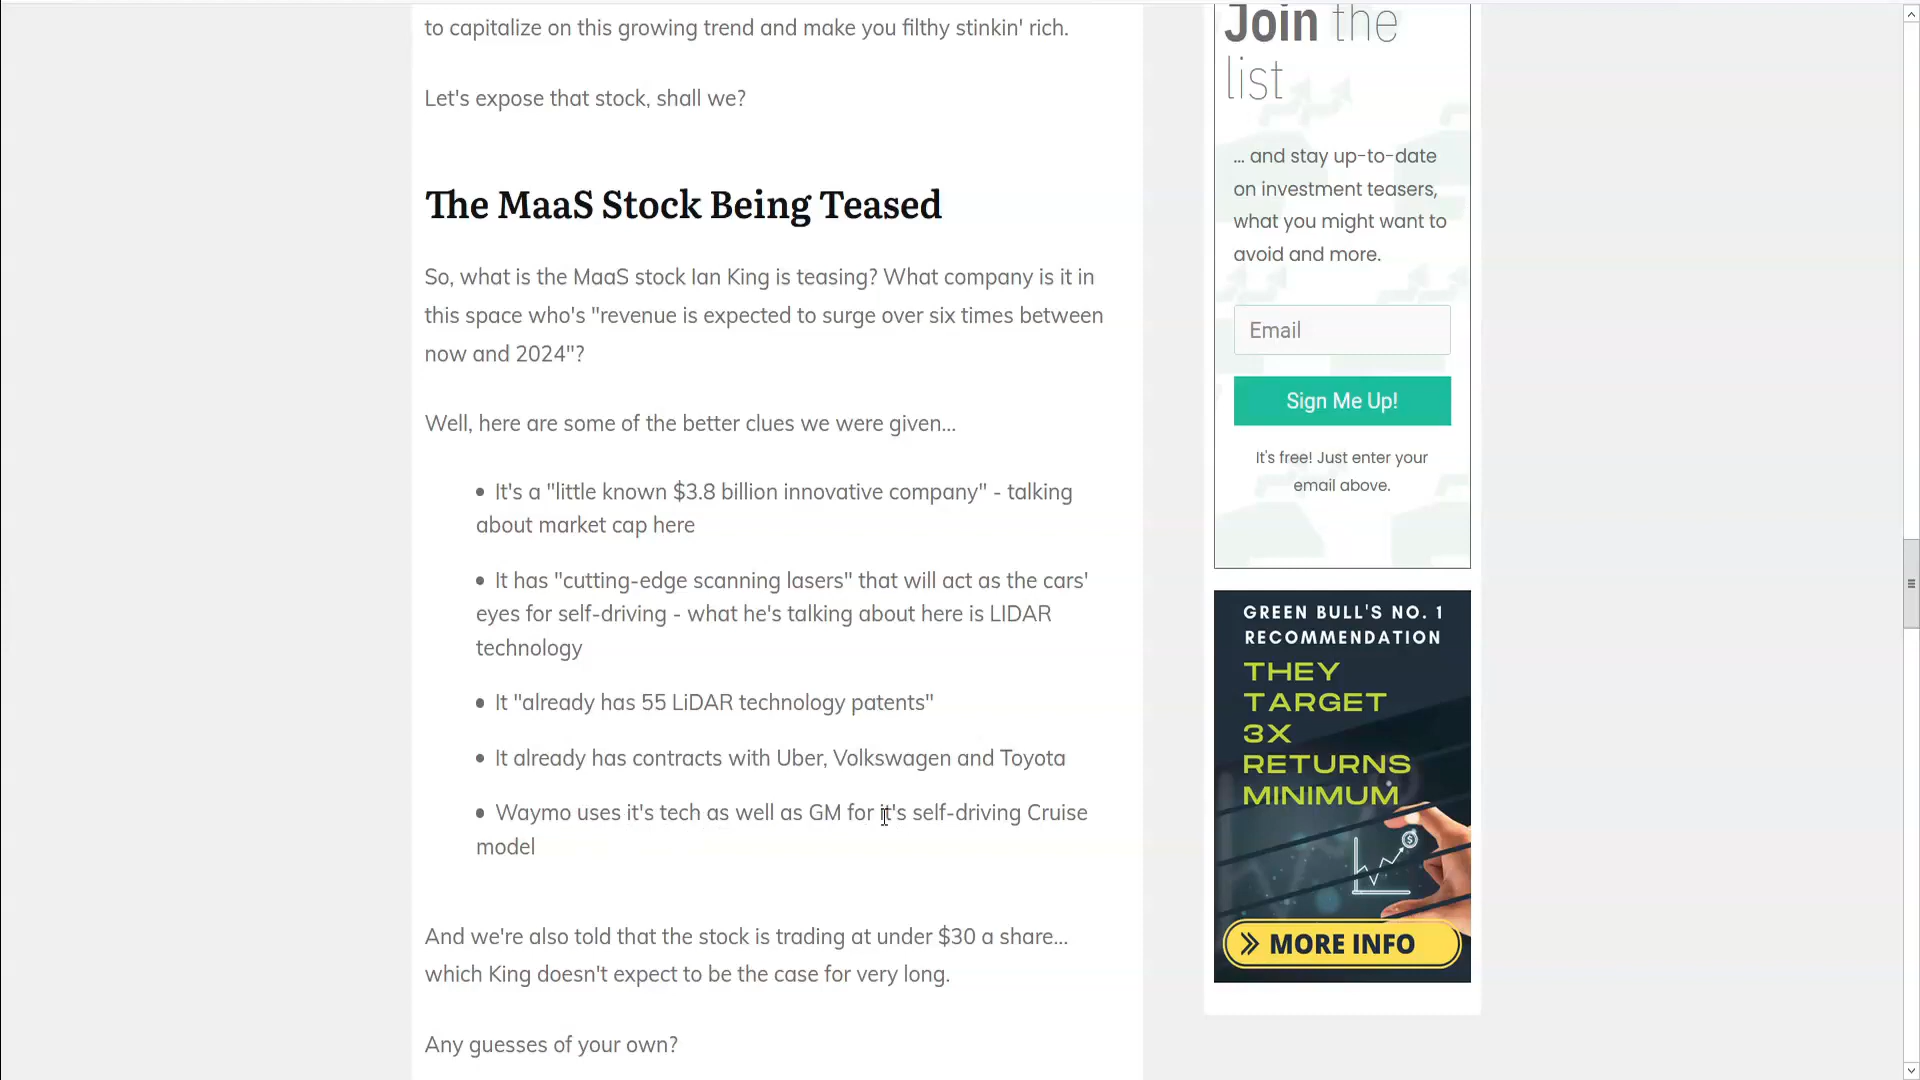 to capitalize on this growing trend and make you filthy stinkin' rich.
Let's expose that stock, shall we?
The MaaS Stock Being Teased
So, what is the MaaS stock Ian King is teasing? What company is it in
this space who's "revenue is expected to surge over six times between
now and 2024"?
Well, here are some of the better clues we were given...
• It's a "little known $3.8 billion innovative company" - talking
about market cap here
• It has "cutting-edge scanning lasers" that will act as the cars'
eyes for self-driving - what he's talking about here is LIDAR
technology
• It "already has 55 LiDAR technology patents"
• It already has contracts with Uber, Volkswagen and Toyota
• Waymo uses it's tech as well as GM for it's self-driving Cruise
model
And we're also told that the stock is trading at under $30 a share...
which King doesn't expect to be the case for very long.
Any guesses of your own?
Join the
list
... and stay up-to-date
on investment teasers,
what you might want to
avoid and more.
Email
Sign Me Up!
It's free! Just enter your
email above.
GREEN BULL'S NO. 1
RECOMMENDATION
THEY
TARGET
3X
RETURNS
MINIMUM
$
MORE INFO